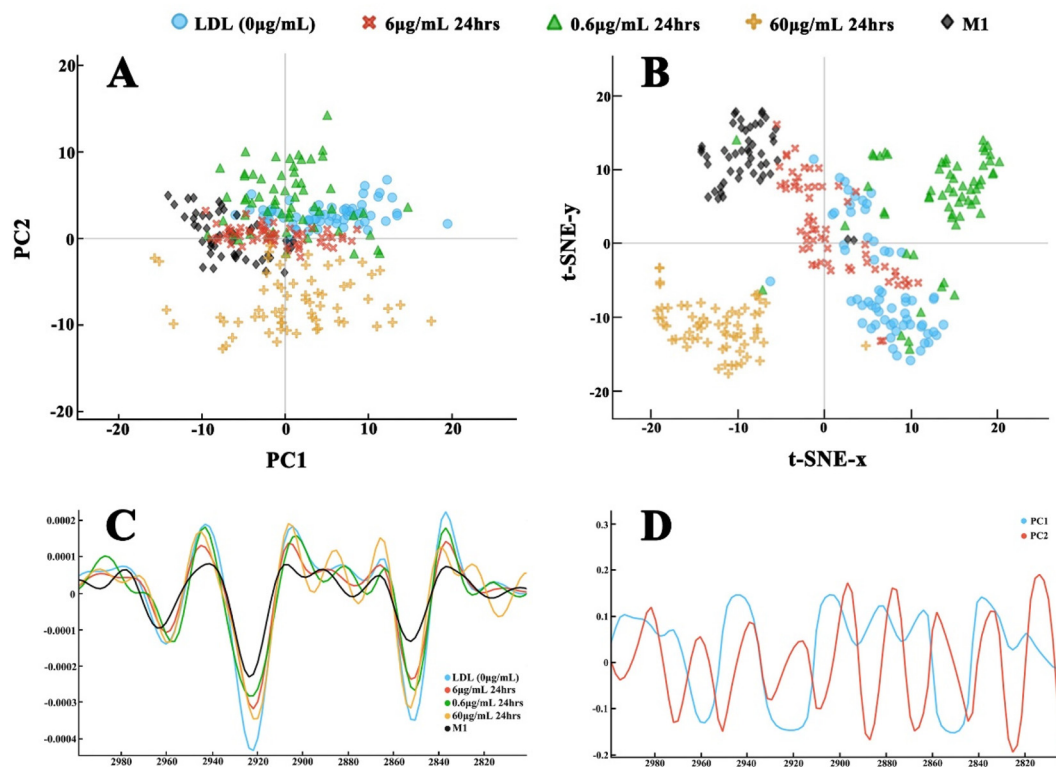 LDL (0µg/mL) 6µg/mL 24hrs 0.6µg/mL 24hrs 60µg/mL 24hrs M1
A
20
10
0
-10
-20
PC2
-20 -10 0 10 20
PC1
B
20
10
0
-10
-20
t-SNE-y
-20 -10 0 10 20
t-SNE-x
C
0.0002
0.0001
0
-0.0001
-0.0002
-0.0003
-0.0004
LDL (0µg/mL)
6µg/mL 24hrs
0.6µg/mL 24hrs
60µg/mL 24hrs
M1
2980 2960 2940 2920 2900 2880 2860 2840 2820
D
PC1
PC2
0.3
0.2
0.1
0
-0.1
-0.2
2980 2960 2940 2920 2900 2880 2860 2840 2820